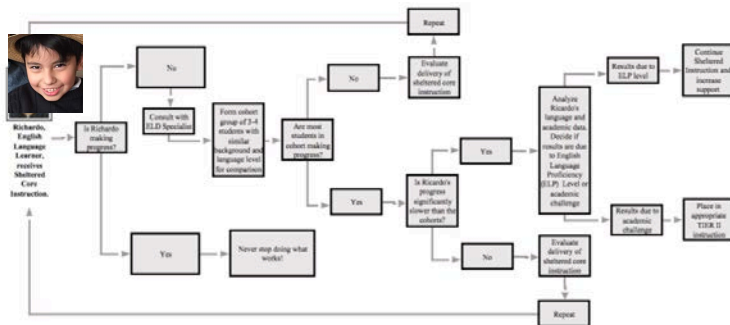 Repeat
No
Evaluate
delivery of
sheltered core
instruction
No
Consult with
ELD Specialist
Form cohort
group of 3-4
students with
similar
background and
language level
for comparison
Richardo,
English
Language
Learner,
receives
Sheltered
Core
Instruction.
Is Richardo
making
progress?
Are most
students in
cohort making
progress?
Yes
Never stop doing what
works!
Yes
Is Ricardo's
progress
significantly
slower than the
cohorts?
Yes
No
Evaluate
delivery of
sheltered core
instruction
Repeat
Analyze
Ricardo's
language and
academic data.
Decide if
results are due
to English
Language
Proficiency
(ELP) Level or
academic
challenge
Results due to
ELP level
Continue
Sheltered
Instruction and
increase
support
Results due to
academic
challenge
Place in
appropriate
TIER II
instruction